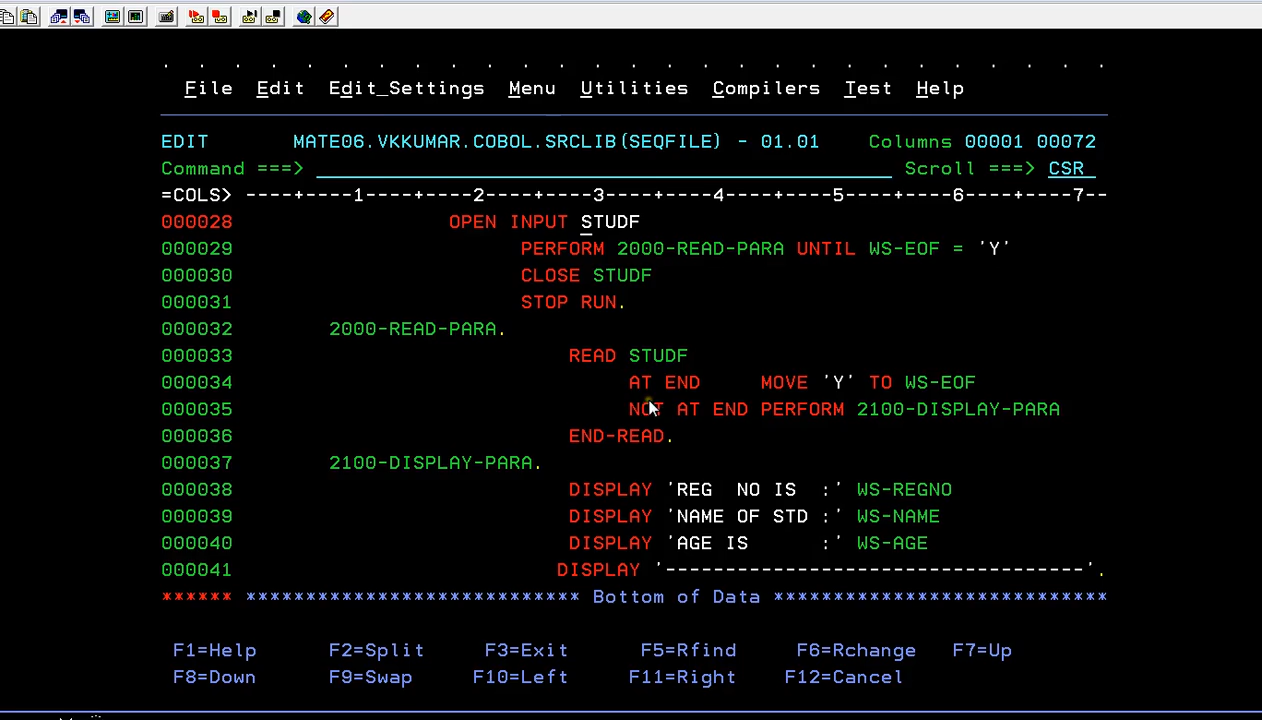 File Edit Edit_Settings Menu Utilities Compilers Test Help
EDIT MATE06.VKKUMAR.COBOL.SRCLIB(SEQFILE) - 01.01 Columns 00001 00072
Command ===> Scroll ===> CSR
=COLS> ----+----1----+----2----+----3----+----4----+----5----+----6----+----7--
000028 OPEN INPUT STUDF
000029 PERFORM 2000-READ-PARA UNTIL WS-EOF = 'Y'
000030 CLOSE STUDF
000031 STOP RUN.
000032 2000-READ-PARA.
000033 READ STUDF
000034 AT END MOVE 'Y' TO WS-EOF
000035 NOT AT END PERFORM 2100-DISPLAY-PARA
000036 END-READ.
000037 2100-DISPLAY-PARA.
000038 DISPLAY 'REG  NO IS  :' WS-REGNO
000039 DISPLAY 'NAME OF STD :' WS-NAME
000040 DISPLAY 'AGE IS      :' WS-AGE
000041 DISPLAY '-----------------------------------'.
****** **************************** Bottom of Data ****************************
F1=Help F2=Split F3=Exit F5=Rfind F6=Rchange F7=Up
F8=Down F9=Swap F10=Left F11=Right F12=Cancel